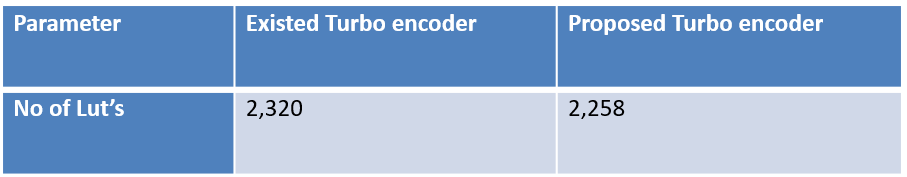 Parameter Existed Turbo encoder Proposed Turbo encoder
No of Lut's 2,320 2,258